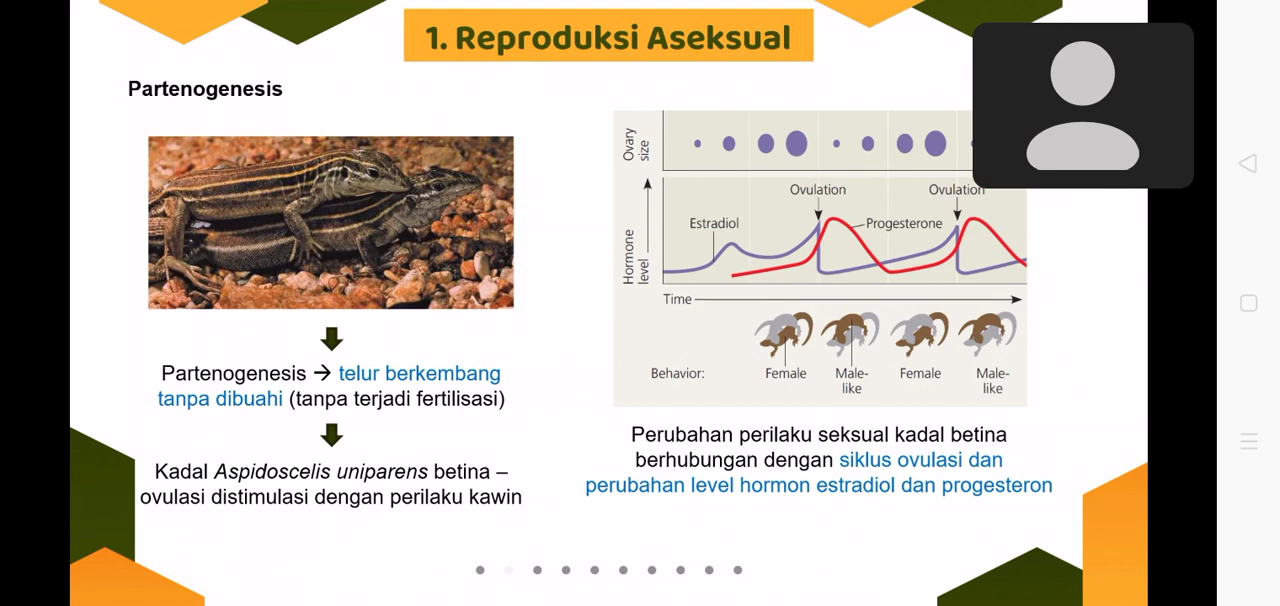 1. Reproduksi Aseksual
Partenogenesis
Partenogenesis → telur berkembang
tanpa dibuahi (tanpa terjadi fertilisasi)
Kadal Aspidoscelis uniparens betina –
ovulasi distimulasi dengan perilaku kawin
Ovary
size
Ovulation
Ovulation
Estradiol
Progesterone
Hormone
level
Time
Behavior:
Female
Male-
like
Female
Male-
like
Perubahan perilaku seksual kadal betina
berhubungan dengan siklus ovulasi dan
perubahan level hormon estradiol dan progesteron